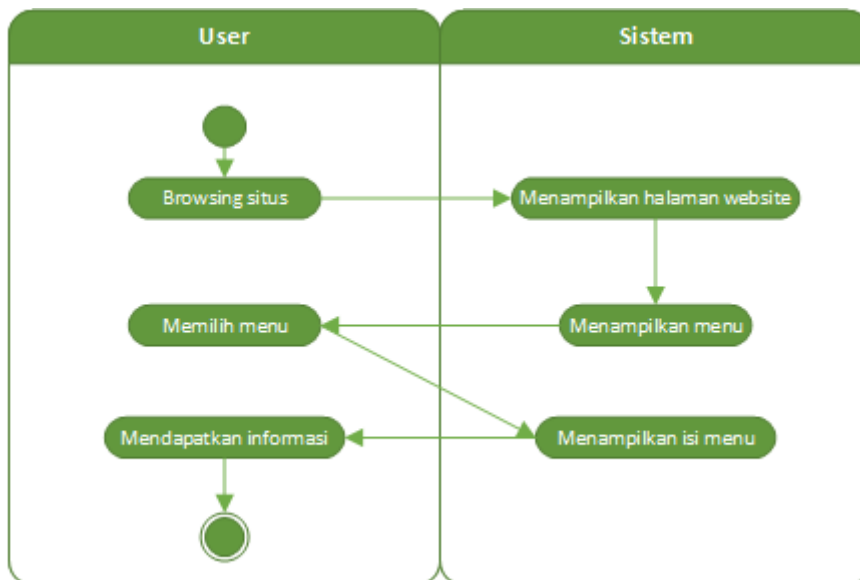 User
Sistem
Browsing situs
Menampilkan halaman website
Memilih menu
Menampilkan menu
Mendapatkan informasi
Menampilkan isi menu